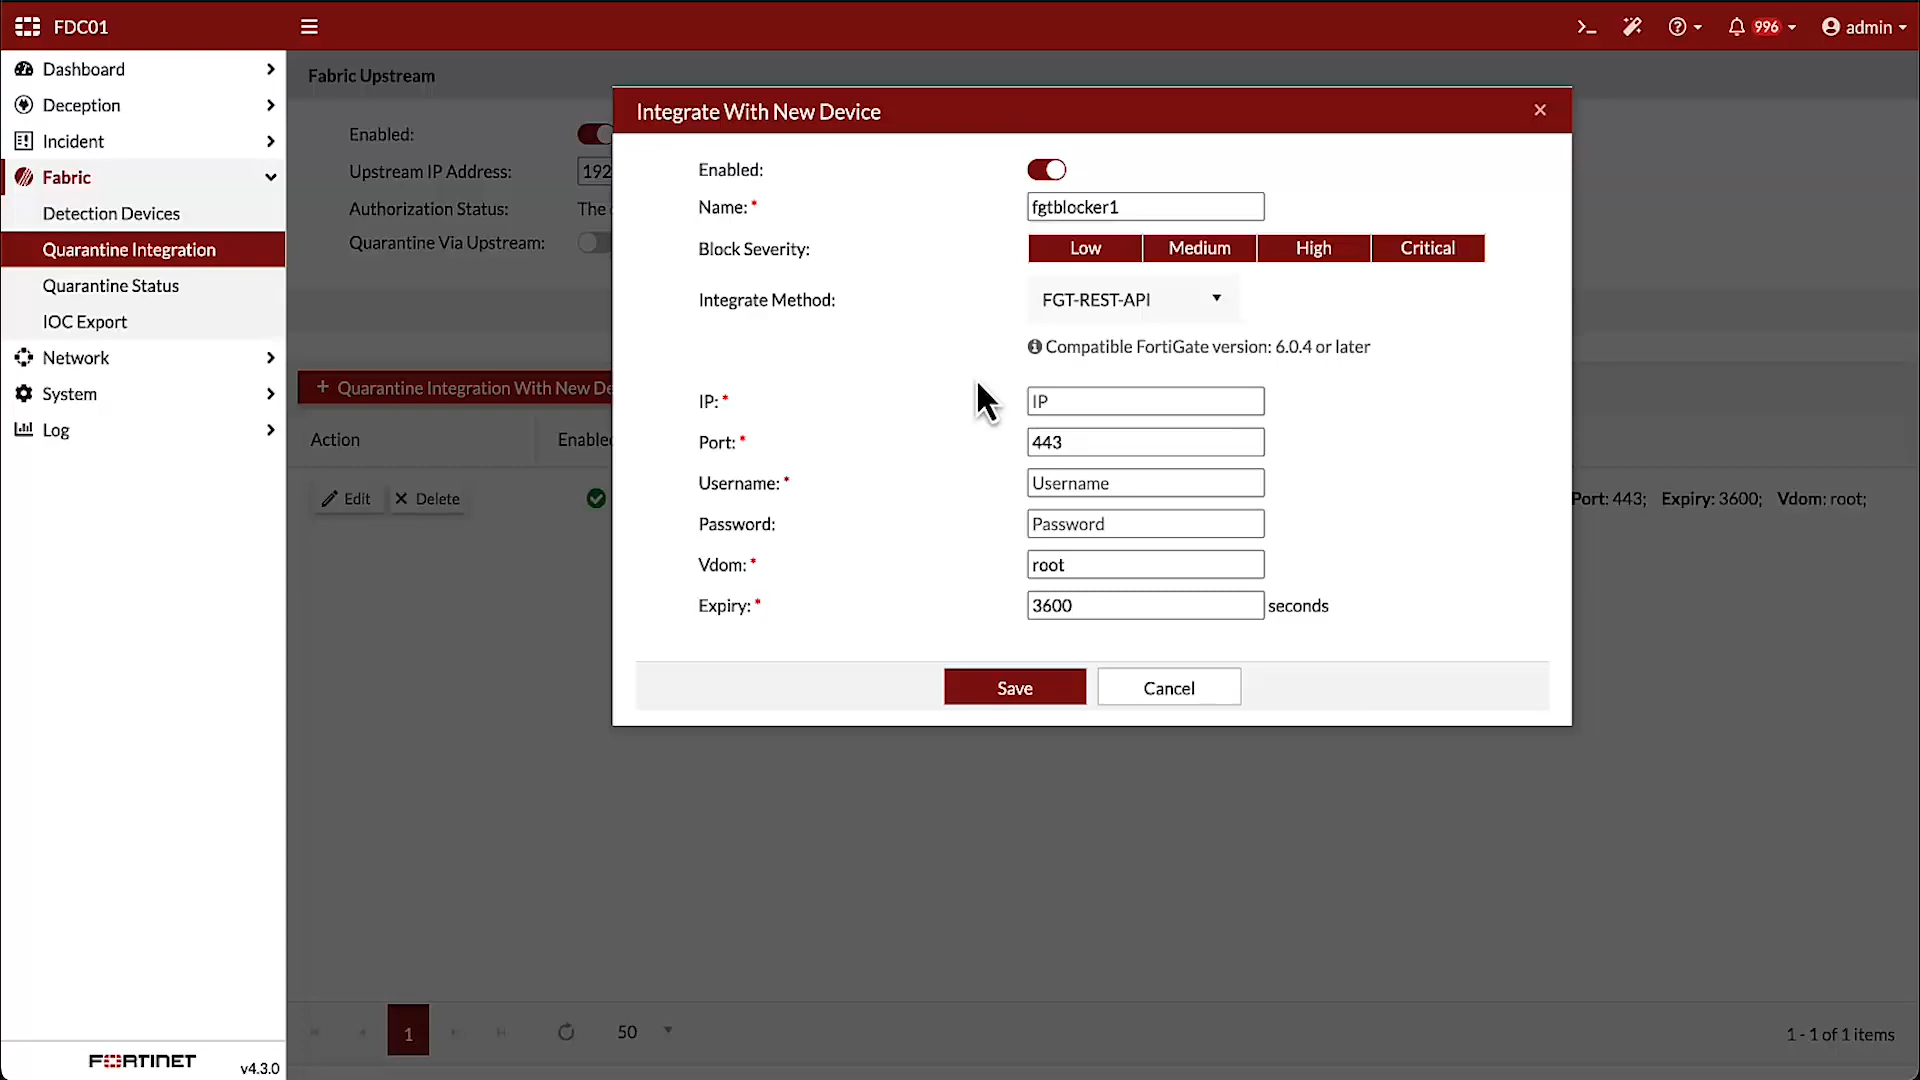 FDC01
996
admin
Dashboard
Deception
Incident
Fabric
Detection Devices
Quarantine Integration
Quarantine Status
IOC Export
Network
System
Log
Fabric Upstream
Enabled:
Upstream IP Address:
192
Authorization Status:
The
Quarantine Via Upstream:
+ Quarantine Integration With New De
Action
Enable
Edit
Delete
Port: 443; Expiry: 3600; Vdom: root;
Integrate With New Device
Enabled:
Name: *
fgtblocker1
Block Severity:
Low
Medium
High
Critical
Integrate Method:
FGT-REST-API
Compatible FortiGate version: 6.0.4 or later
IP: *
IP
Port: *
443
Username: *
Username
Password:
Password
Vdom: *
root
Expiry: *
3600
seconds
Save
Cancel
1
50
1 - 1 of 1 items
FORTINET
v4.3.0